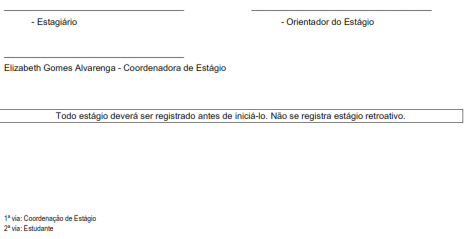 - Estagiário - Orientador do Estágio
Elizabeth Gomes Alvarenga - Coordenadora de Estágio
Todo estágio deverá ser registrado antes de iniciá-lo. Não se registra estágio retroativo.
1ª via: Coordenação de Estágio
2ª via: Estudante